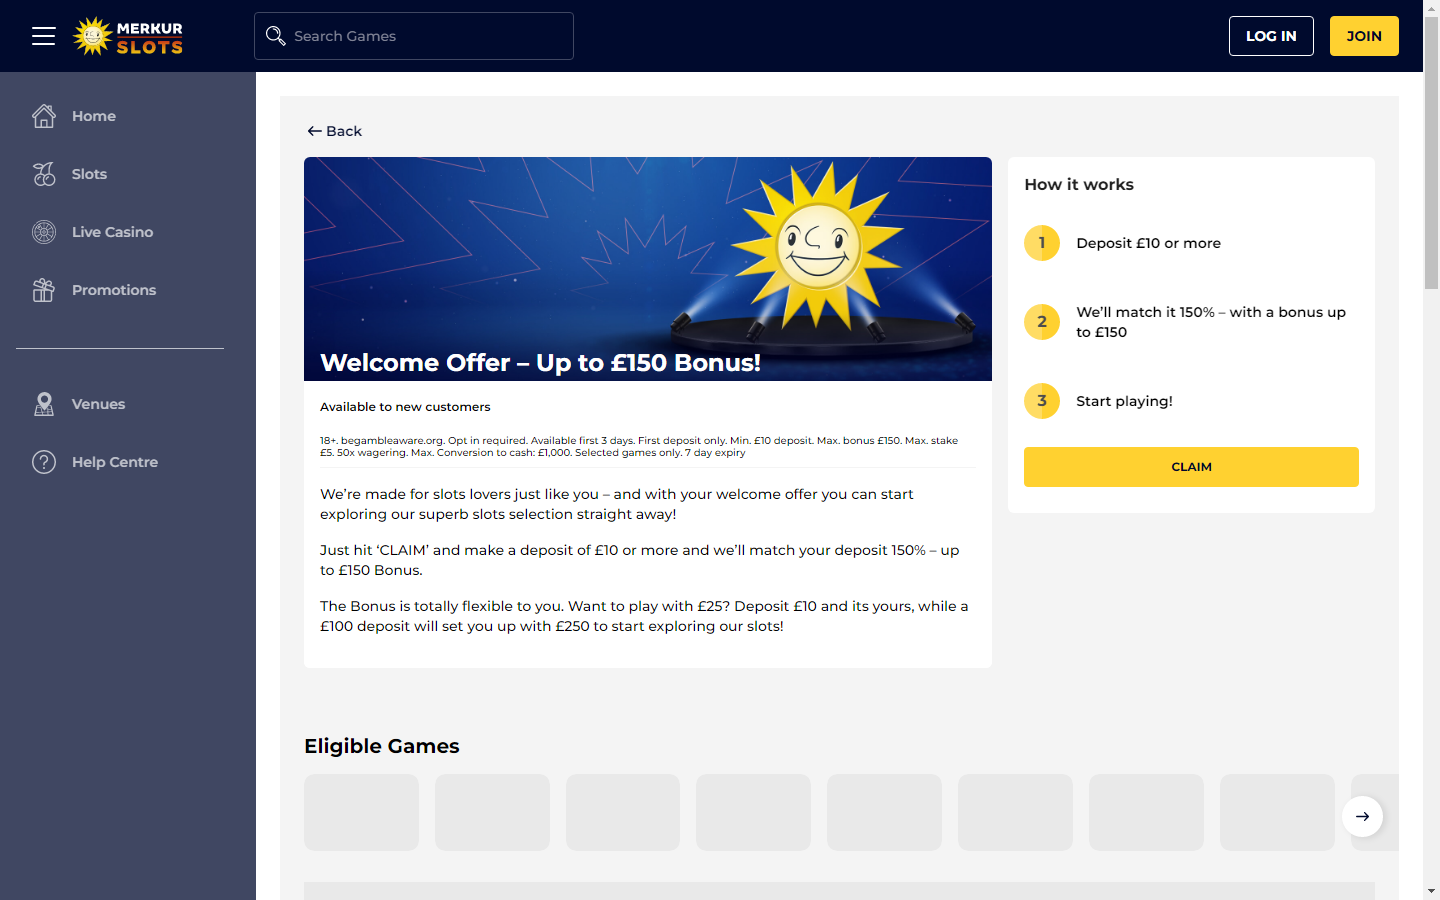 MERKUR
SLOTS
Search Games
LOG IN
JOIN
Home
Slots
Live Casino
Promotions
Venues
Help Centre
Back
Welcome Offer – Up to £150 Bonus!
Available to new customers
18+. begambleaware.org. Opt in required. Available first 3 days. First deposit only. Min. £10 deposit. Max. bonus £150. Max. stake
£5. 50x wagering. Max. Conversion to cash: £1,000. Selected games only. 7 day expiry
We’re made for slots lovers just like you – and with your welcome offer you can start
exploring our superb slots selection straight away!
Just hit ‘CLAIM’ and make a deposit of £10 or more and we’ll match your deposit 150% – up
to £150 Bonus.
The Bonus is totally flexible to you. Want to play with £25? Deposit £10 and its yours, while a
£100 deposit will set you up with £250 to start exploring our slots!
How it works
1 Deposit £10 or more
2 We’ll match it 150% – with a bonus up
to £150
3 Start playing!
CLAIM
Eligible Games